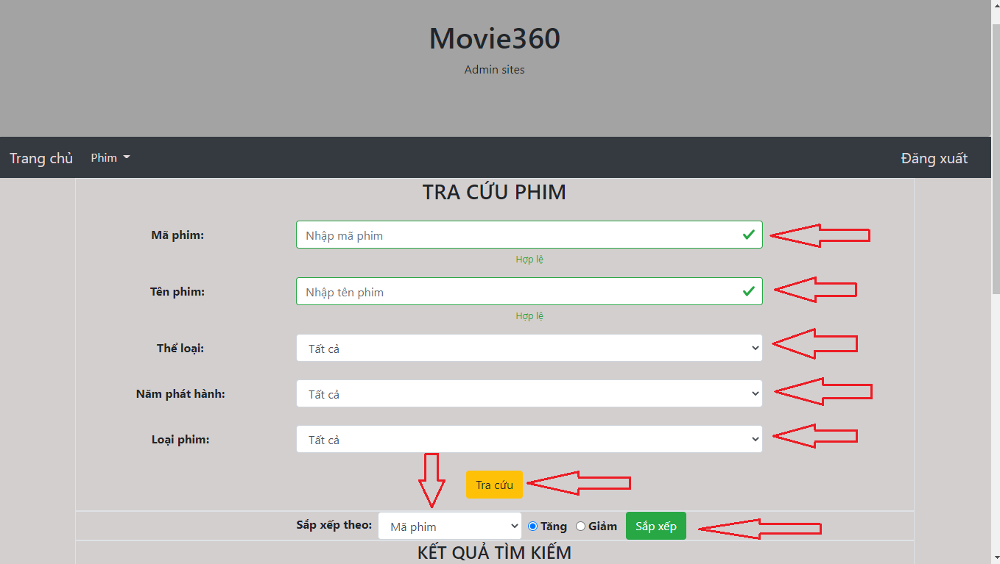 Movie360
Admin sites
Trang chủ Phim Đăng xuất
TRA CỨU PHIM
Mã phim: Nhập mã phim
Hợp lệ
Tên phim: Nhập tên phim
Hợp lệ
Thể loại: Tất cả
Năm phát hành: Tất cả
Loại phim: Tất cả
Tra cứu
Sắp xếp theo: Mã phim Tăng Giảm Sắp xếp
KẾT QUẢ TÌM KIẾM